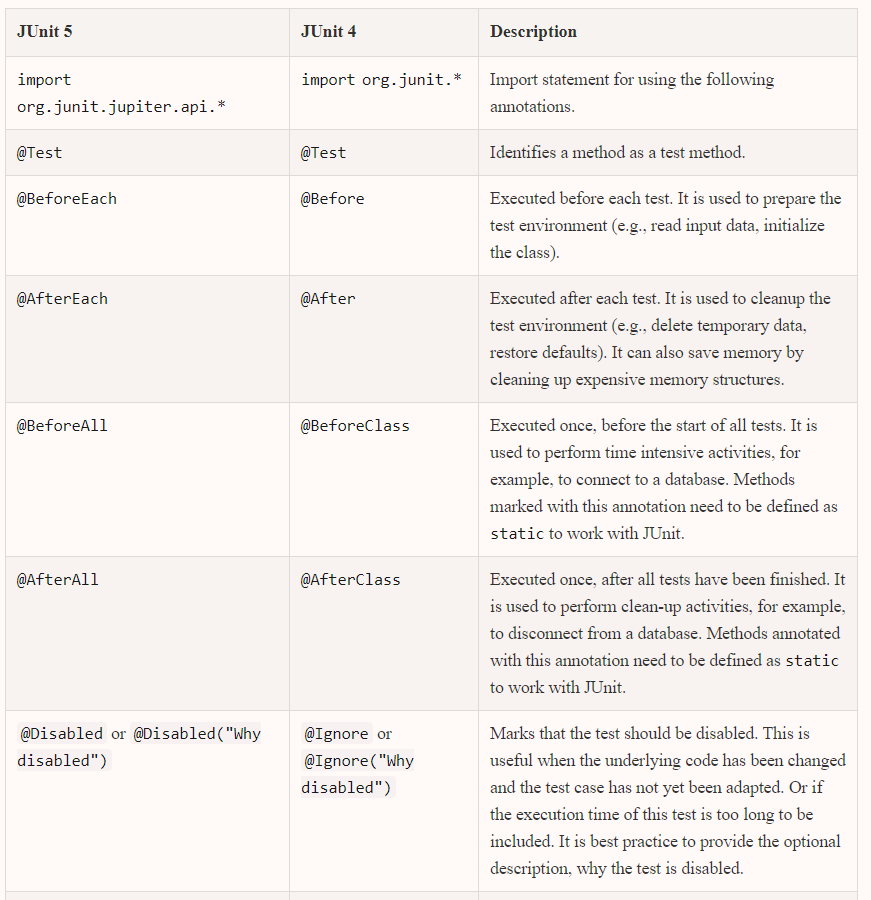 JUnit 5 JUnit 4 Description
import
org.junit.jupiter.api.*
import org.junit.*
Import statement for using the following
annotations.
@Test @Test Identifies a method as a test method.
@BeforeEach @Before
Executed before each test. It is used to prepare the
test environment (e.g., read input data, initialize
the class).
@AfterEach @After
Executed after each test. It is used to cleanup the
test environment (e.g., delete temporary data,
restore defaults). It can also save memory by
cleaning up expensive memory structures.
@BeforeAll @BeforeClass
Executed once, before the start of all tests. It is
used to perform time intensive activities, for
example, to connect to a database. Methods
marked with this annotation need to be defined as
static to work with JUnit.
@AfterAll @AfterClass
Executed once, after all tests have been finished. It
is used to perform clean-up activities, for example,
to disconnect from a database. Methods annotated
with this annotation need to be defined as static
to work with JUnit.
@Disabled or @Disabled("Why
disabled")
@Ignore or
@Ignore("Why
disabled")
Marks that the test should be disabled. This is
useful when the underlying code has been changed
and the test case has not yet been adapted. Or if
the execution time of this test is too long to be
included. It is best practice to provide the optional
description, why the test is disabled.